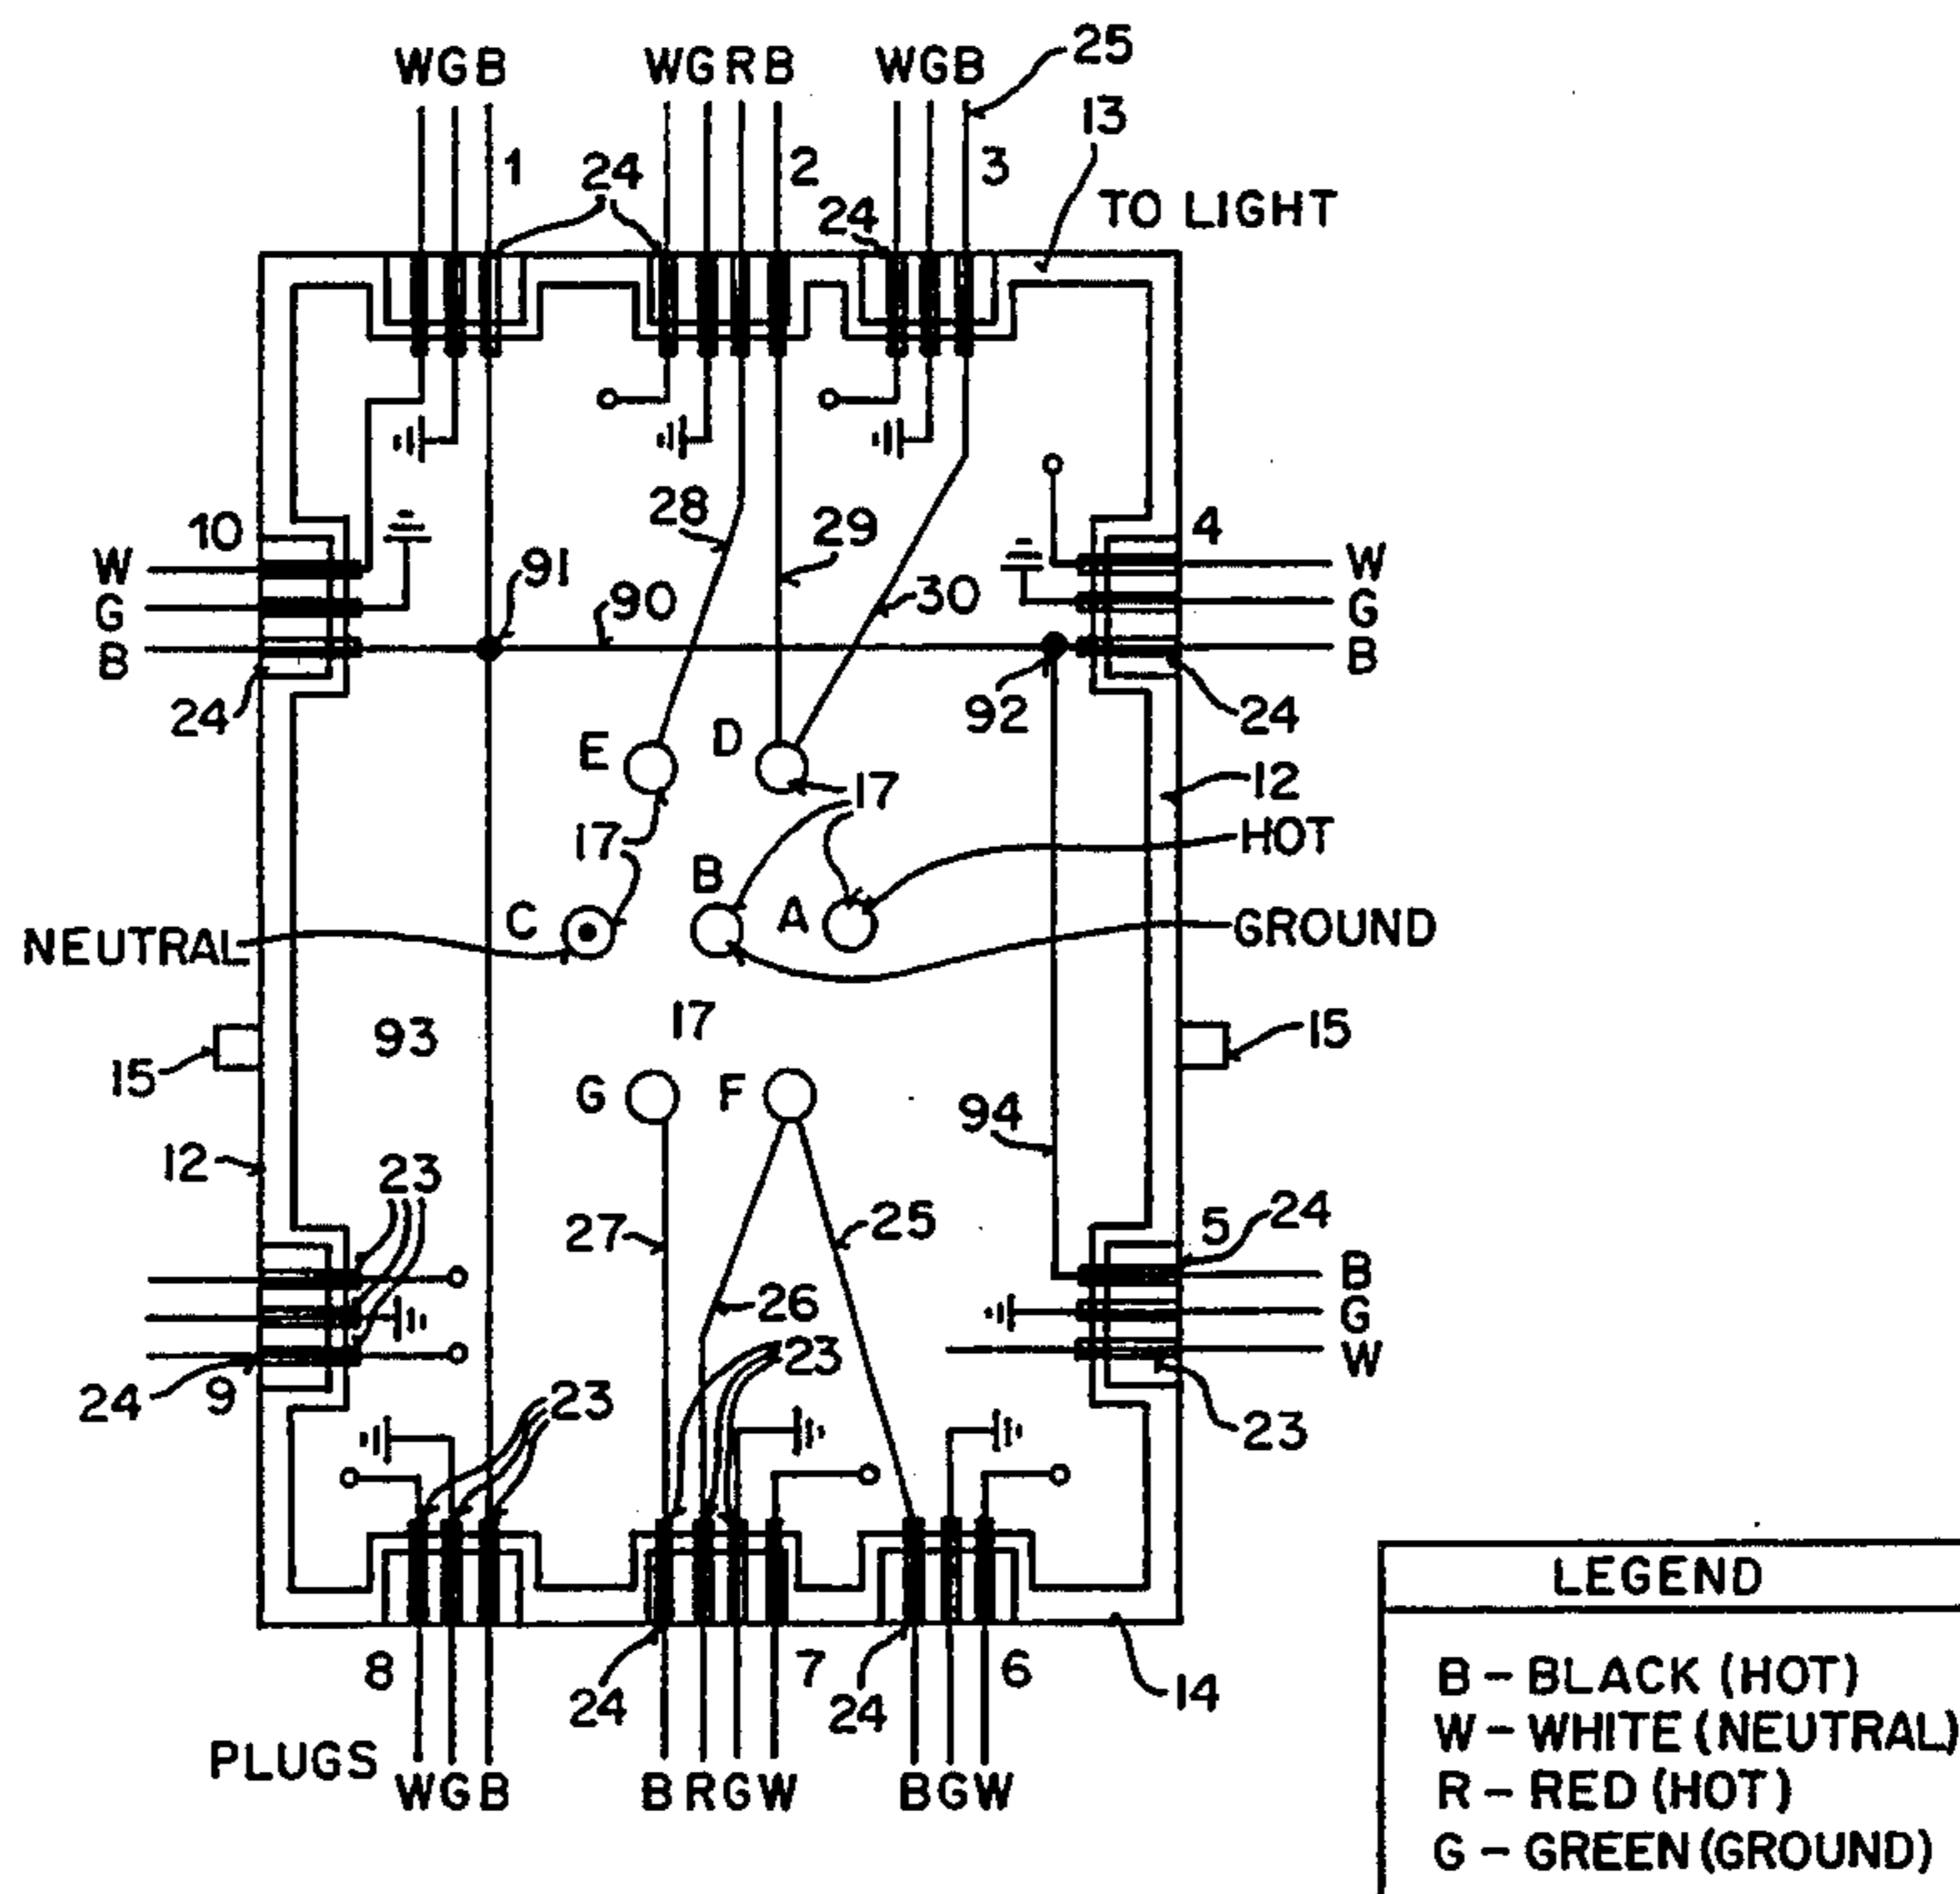 WGB WGRB WGB 25
13
1 24 2 3
24 TO LIGHT
28 29
10 91 90 30 4
W W
G G
B B
24 92 24
E D
17 12
17 HOT
B
C A
NEUTRAL GROUND
17
93 15
15
G F
94
12 23
27 25 5 24
B
26 G
23 W
24 9 23 23
8 7 6
24 24 14
PLUGS
WGB BRGW BGW
LEGEND
B - BLACK (HOT)
W - WHITE (NEUTRAL)
R - RED (HOT)
G - GREEN (GROUND)